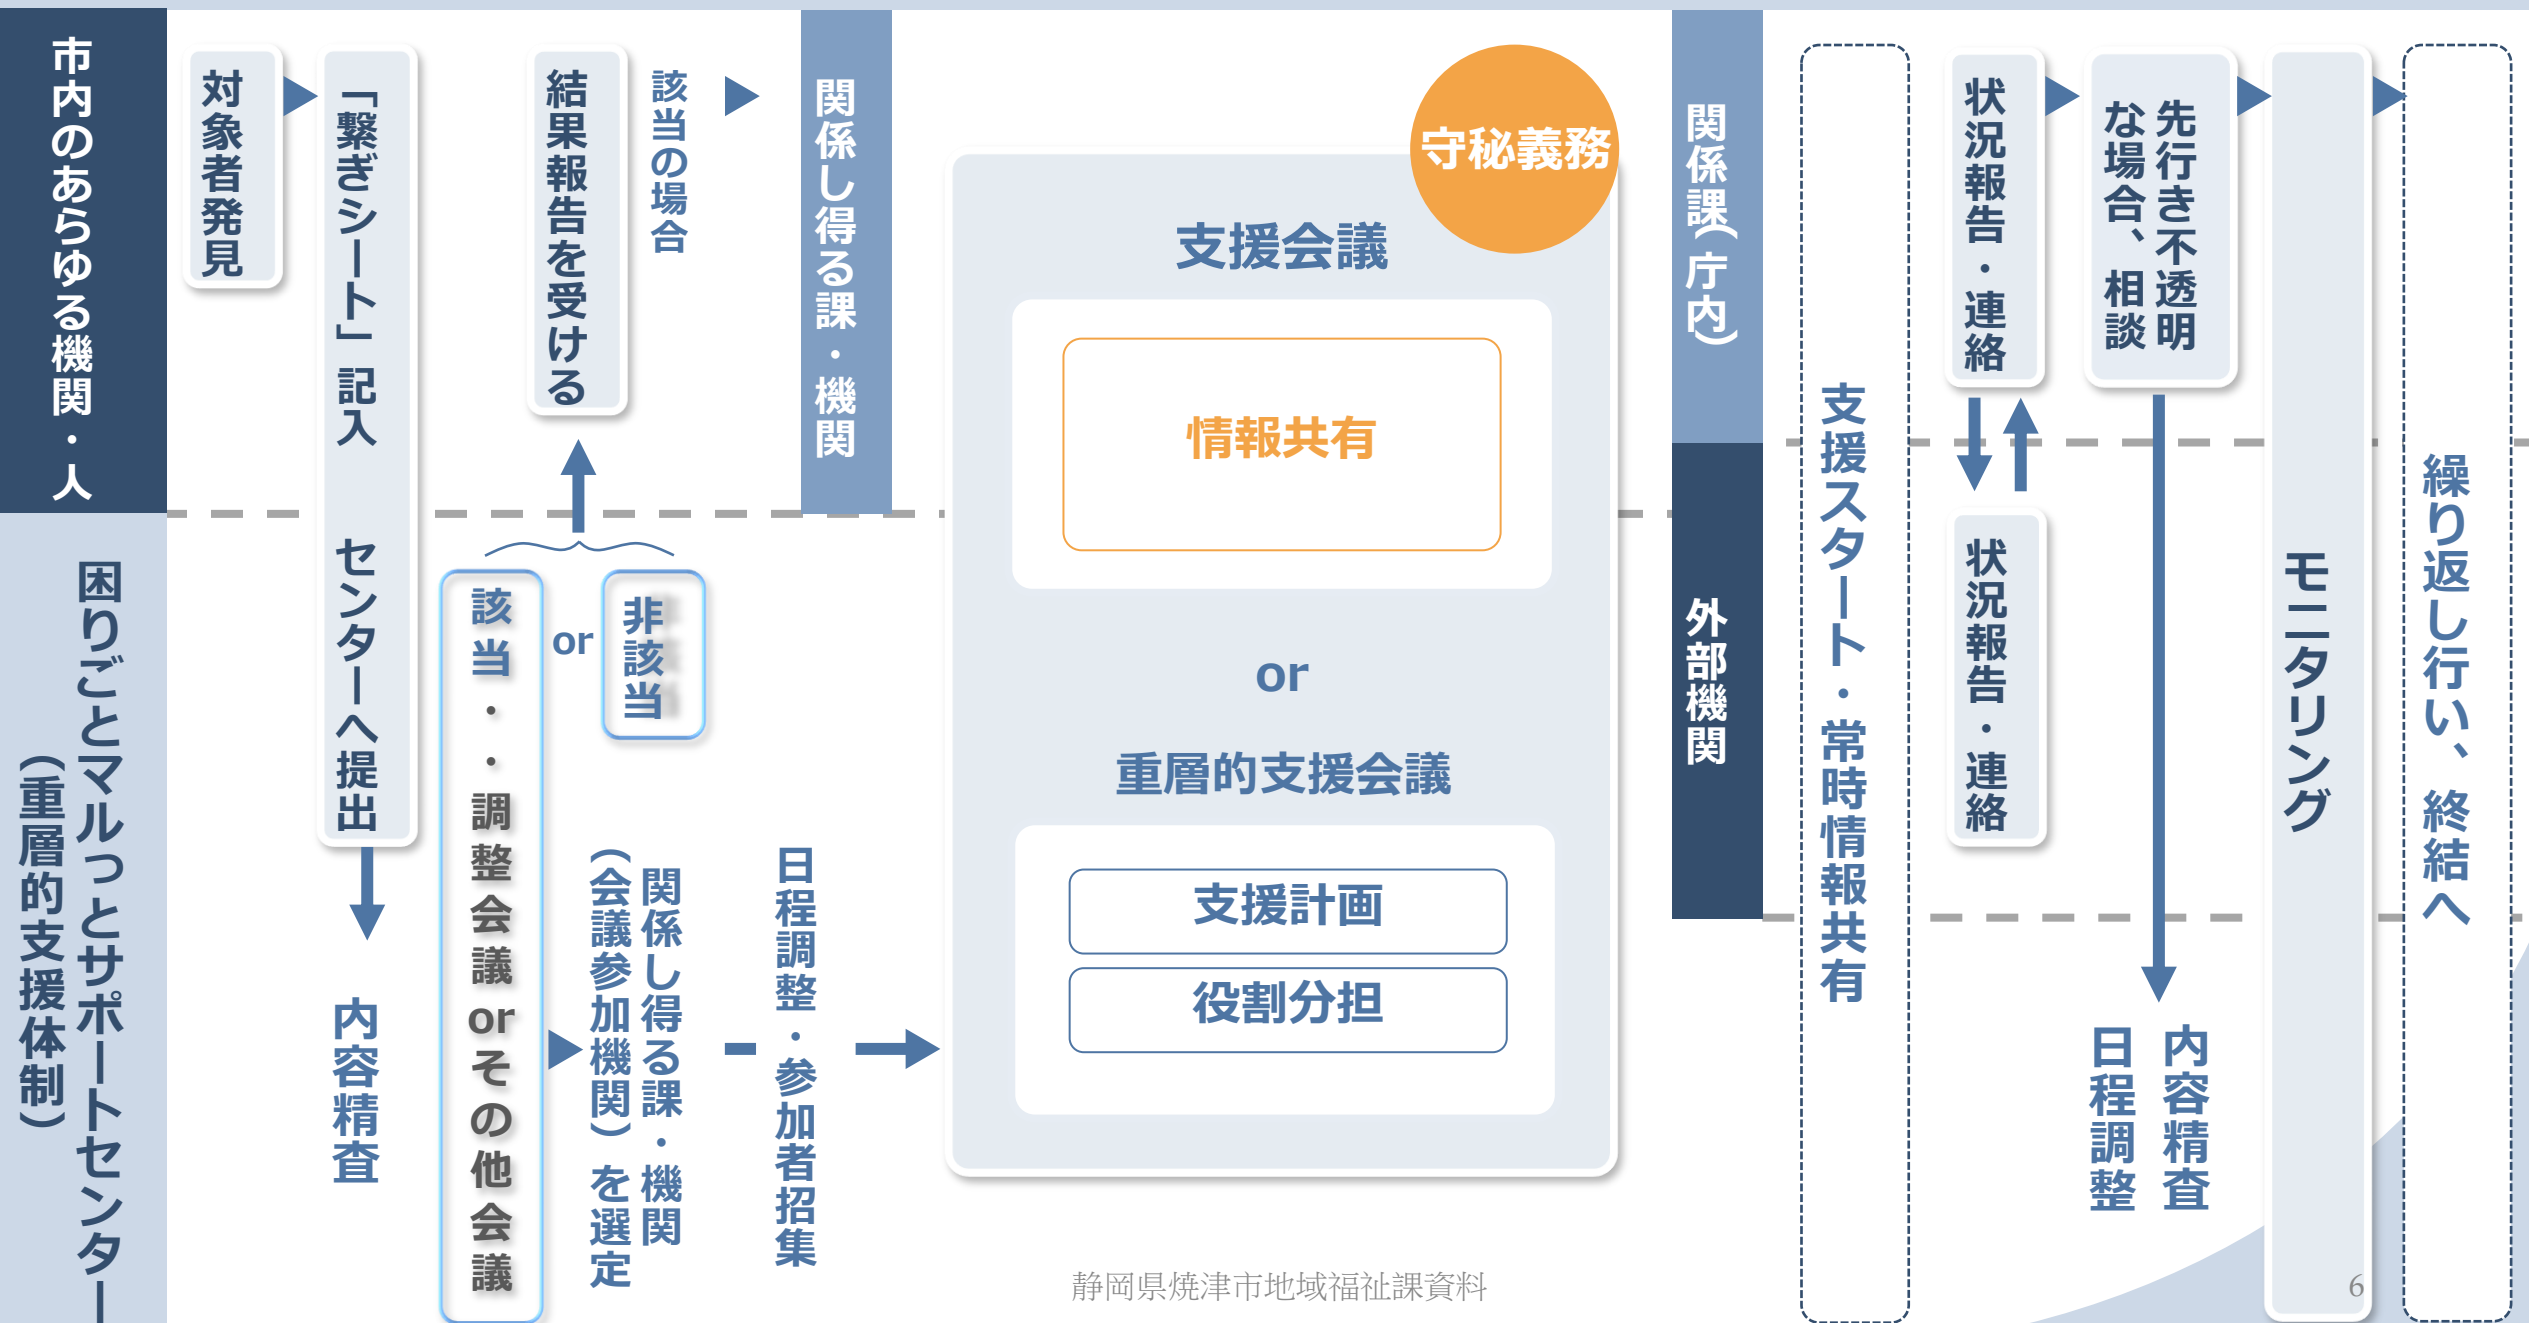 市内のあらゆる機関・人
困りごとマルっとサポートセンター
（重層的支援体制）
対象者発見
「繋ぎシート」記入　センターへ提出
内容精査
結果報告を受ける
該当・・調整会議orその他会議
or
非該当
該当の場合
関係し得る課・機関
（会議参加機関）を選定
日程調整・参加者招集
関係し得る課・機関
守秘義務
支援会議
情報共有
or
重層的支援会議
支援計画
役割分担
関係課（庁内）
外部機関
支援スタート・常時情報共有
状況報告・連絡
状況報告・連絡
先行き不透明
な場合、相談
内容精査
日程調整
モニタリング
繰り返し行い、終結へ
静岡県焼津市地域福祉課資料
6